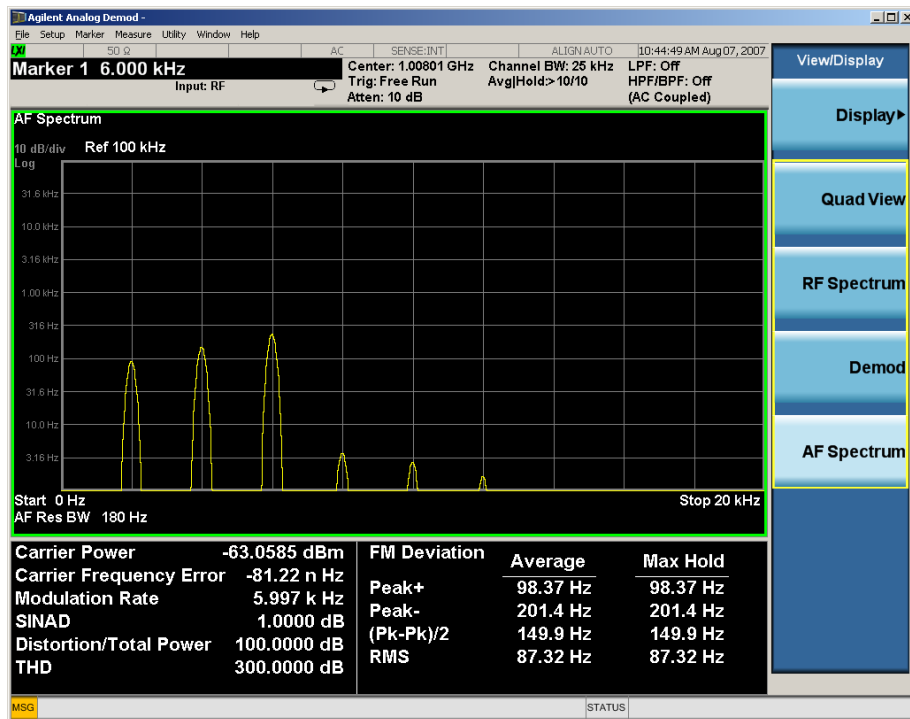 Agilent Analog Demod -
File Setup Marker Measure Utility Window Help
LXI 50 Ω AC SENSE:INT ALIGN AUTO 10:44:49 AM Aug 07, 2007
Marker 1 6.000 kHz
Input: RF
Center: 1.00801 GHz Channel BW: 25 kHz LPF: Off
Trig: Free Run Avg|Hold:>10/10 HPF/BPF: Off
Atten: 10 dB (AC Coupled)
View/Display
Display
Quad View
RF Spectrum
Demod
AF Spectrum
AF Spectrum
10 dB/div Ref 100 kHz
Log
31.6 kHz
10.0 kHz
3.16 kHz
1.00 kHz
316 Hz
100 Hz
31.6 Hz
10.0 Hz
3.16 Hz
Start 0 Hz Stop 20 kHz
AF Res BW 180 Hz
Carrier Power -63.0585 dBm
Carrier Frequency Error -81.22 n Hz
Modulation Rate 5.997 k Hz
SINAD 1.0000 dB
Distortion/Total Power 100.0000 dB
THD 300.0000 dB
FM Deviation Average Max Hold
Peak+ 98.37 Hz 98.37 Hz
Peak- 201.4 Hz 201.4 Hz
(Pk-Pk)/2 149.9 Hz 149.9 Hz
RMS 87.32 Hz 87.32 Hz
MSG STATUS